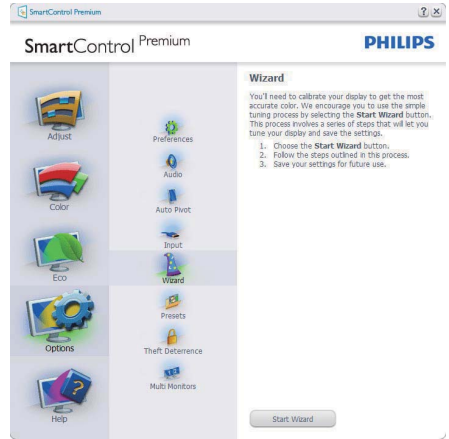 SmartControl Premium
SmartControl Premium
PHILIPS
Adjust
Color
Eco
Options
Help
Preferences
Audio
Auto Pivot
Input
Wizard
Presets
Theft Deterrence
Multi Monitors
Wizard
You'll need to calibrate your display to get the most
accurate color. We encourage you to use the simple
tuning process by selecting the Start Wizard button.
This process involves a series of steps that will let you
tune your display and save the settings.
1. Choose the Start Wizard button.
2. Follow the steps outlined in this process.
3. Save your settings for future use.
Start Wizard